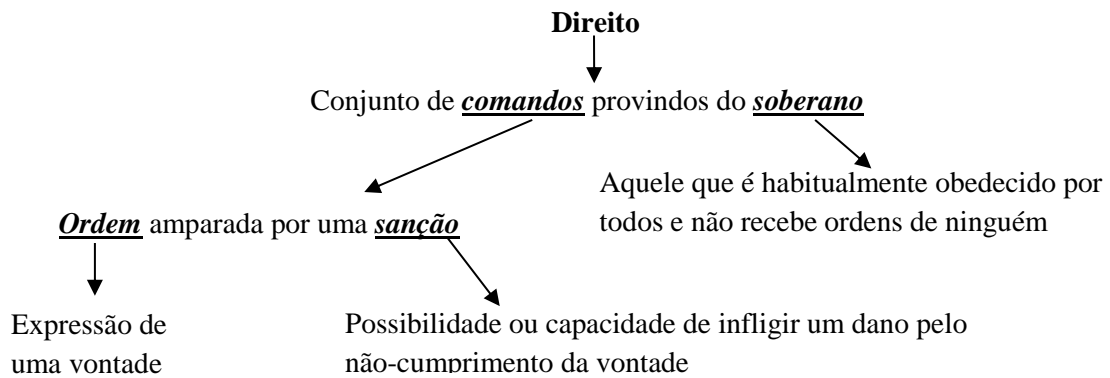 Direito
Conjunto de comandos provindos do soberano
Aquele que é habitualmente obedecido por
todos e não recebe ordens de ninguém
Ordem amparada por uma sanção
Expressão de
uma vontade
Possibilidade ou capacidade de infligir um dano pelo
não-cumprimento da vontade